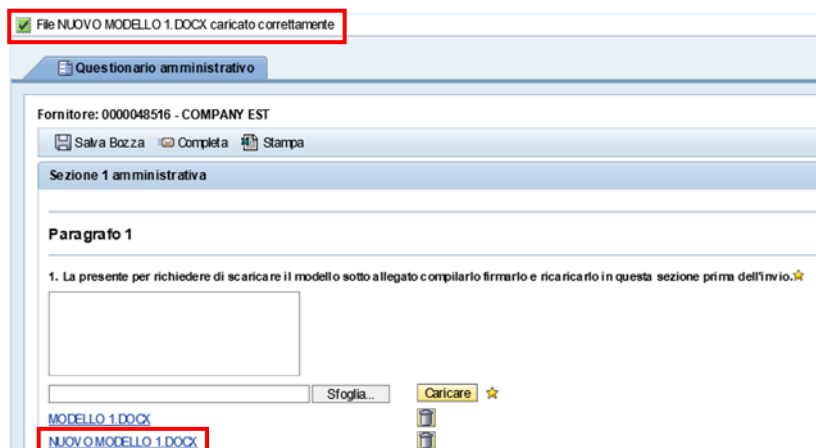 File NUOVO MODELLO 1.DOCX caricato correttamente
Questionario amministrativo
Fornitore: 0000048516 - COMPANY EST
Salva Bozza Completa Stampa
Sezione 1 amministrativa
Paragrafo 1
1. La presente per richiedere di scaricare il modello sotto allegato compilarlo firmarlo e ricaricarlo in questa sezione prima dell'invio.
Sfoglia... Caricare
MODELLO 1.DOCX
NUOVO MODELLO 1.DOCX